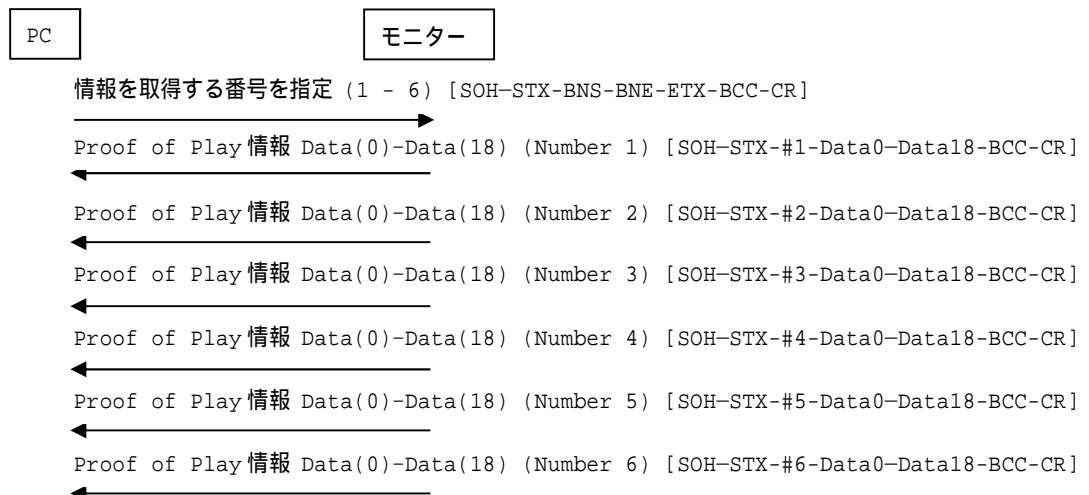 PC モニター
情報を取得する番号を指定 (1 - 6) [SOH—STX-BNS-BNE-ETX-BCC-CR]
Proof of Play 情報 Data(0)-Data(18) (Number 1) [SOH—STX-#1-Data0—Data18-BCC-CR]
Proof of Play 情報 Data(0)-Data(18) (Number 2) [SOH—STX-#2-Data0—Data18-BCC-CR]
Proof of Play 情報 Data(0)-Data(18) (Number 3) [SOH—STX-#3-Data0—Data18-BCC-CR]
Proof of Play 情報 Data(0)-Data(18) (Number 4) [SOH—STX-#4-Data0—Data18-BCC-CR]
Proof of Play 情報 Data(0)-Data(18) (Number 5) [SOH—STX-#5-Data0—Data18-BCC-CR]
Proof of Play 情報 Data(0)-Data(18) (Number 6) [SOH—STX-#6-Data0—Data18-BCC-CR]